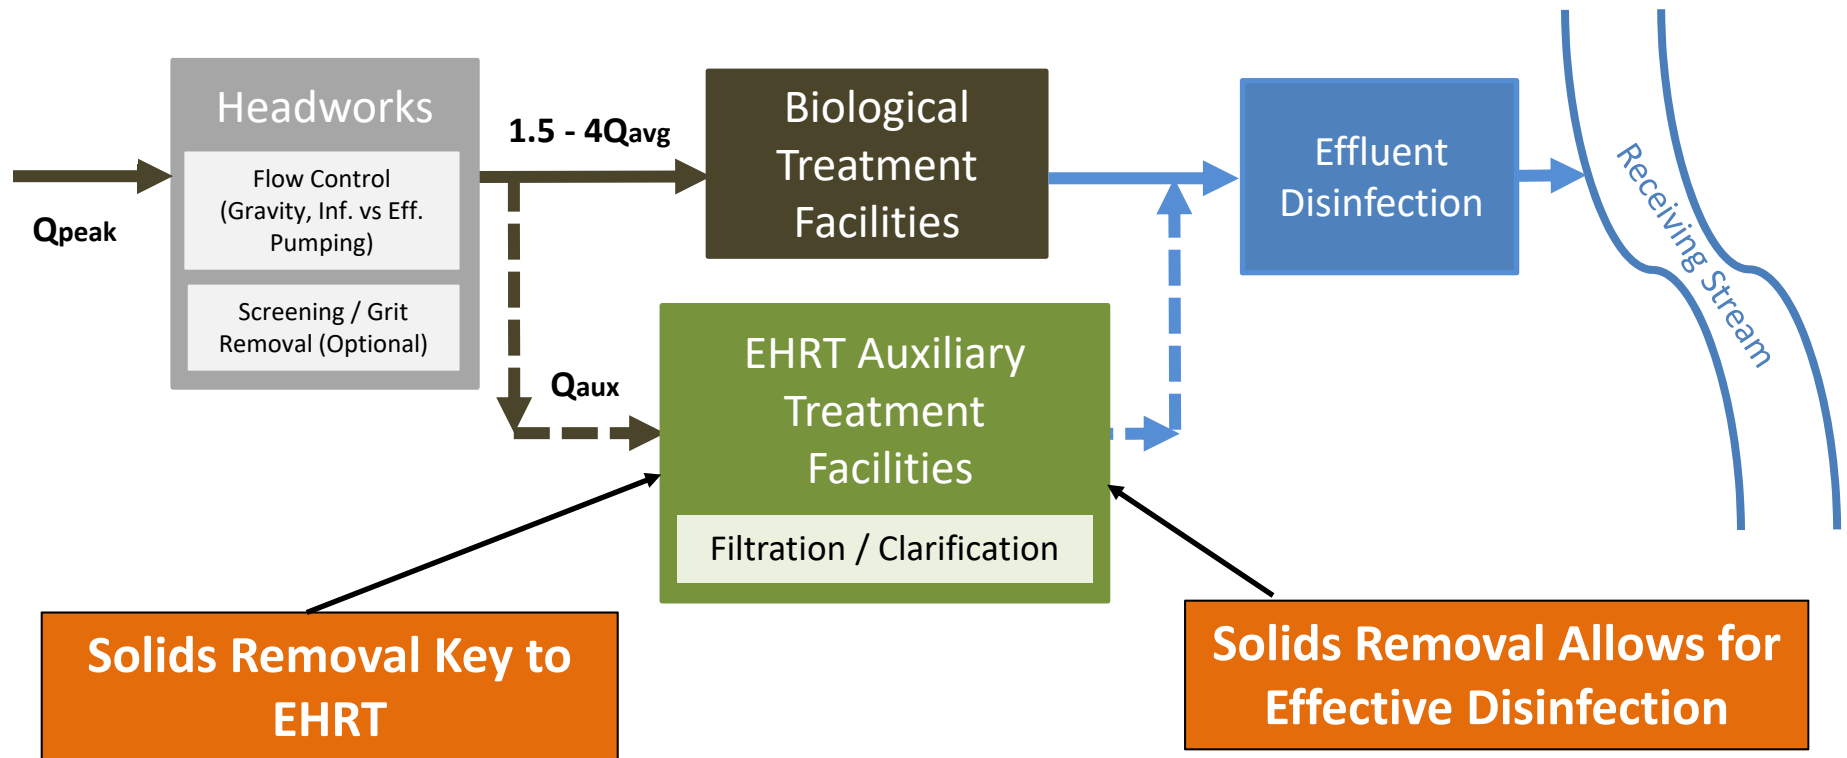 Headworks
Flow Control
(Gravity, Inf. vs Eff.
Pumping)
Screening / Grit
Removal (Optional)
Qpeak
1.5 - 4Qavg
Qaux
Biological
Treatment
Facilities
EHRT Auxiliary
Treatment
Facilities
Filtration / Clarification
Effluent
Disinfection
Receiving Stream
Solids Removal Key to
EHRT
Solids Removal Allows for
Effective Disinfection